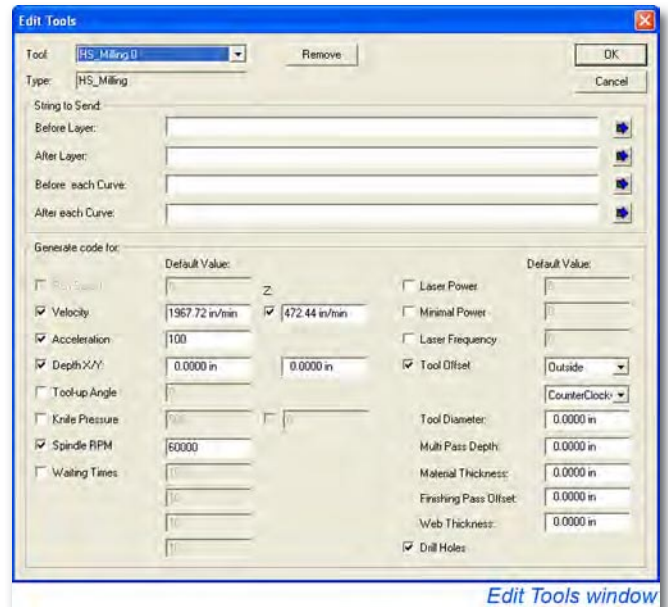 Edit Tools
Tool HS_Milling 0 Remove OK
Type: HS_Milling Cancel
String to Send:
Before Layer:
After Layer:
Before each Curve:
After each Curve:
Generate code for:
Default Value: Default Value:
Z: Laser Power
Velocity 1967.72 in/min 472.44 in/min Minimal Power
Acceleration 100 Laser Frequency
Depth X/Y: 0.0000 in 0.0000 in Tool Offset Outside
Tool-up Angle CounterClock
Knife Pressure Tool Diameter: 0.0000 in
Spindle RPM 60000 Multi Pass Depth: 0.0000 in
Waiting Times Material Thickness: 0.0000 in
10 Finishing Pass Offset: 0.0000 in
10 Web Thickness: 0.0000 in
10 Drill Holes
Edit Tools window